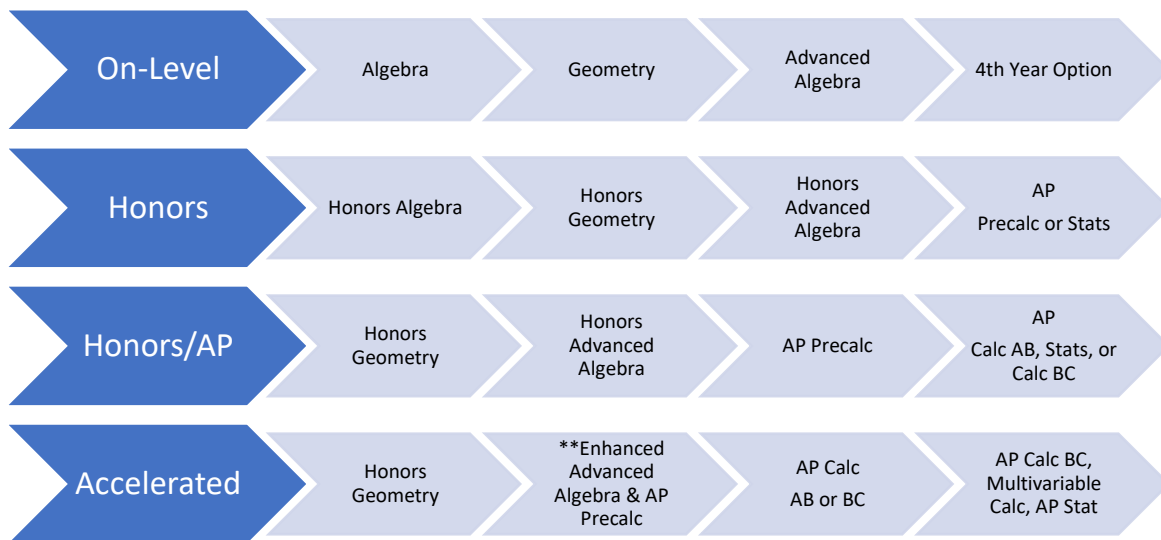 On-Level
Algebra
Geometry
Advanced
Algebra
4th Year Option
Honors
Honors Algebra
Honors
Geometry
Honors
Advanced
Algebra
AP
Precalc or Stats
Honors/AP
Honors
Geometry
Honors
Advanced
Algebra
AP Precalc
AP
Calc AB, Stats, or
Calc BC
Accelerated
Honors
Geometry
**Enhanced
Advanced
Algebra & AP
Precalc
AP Calc
AB or BC
AP Calc BC,
Multivariable
Calc, AP Stat